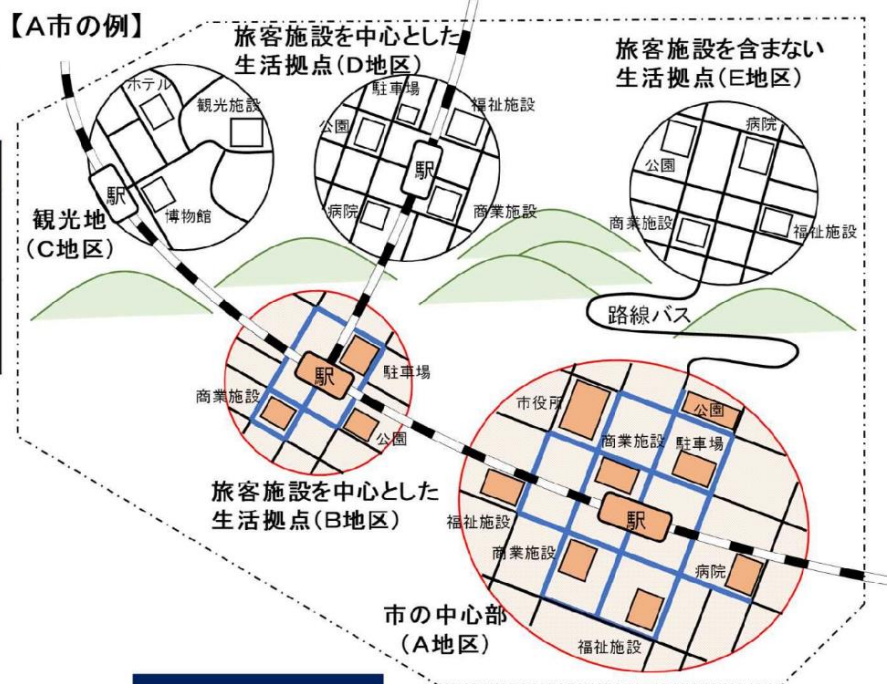 【A市の例】
旅客施設を中心とした
生活拠点(D地区)
旅客施設を含まない
生活拠点(E地区)
ホテル
観光施設
駅
博物館
観光地
(C地区)
駐車場
福祉施設
公園
駅
病院
商業施設
病院
公園
商業施設
福祉施設
路線バス
駅
駐車場
商業施設
公園
旅客施設を中心とした
生活拠点(B地区)
市役所
公園
商業施設
駐車場
福祉施設
駅
商業施設
病院
福祉施設
市の中心部
(A地区)